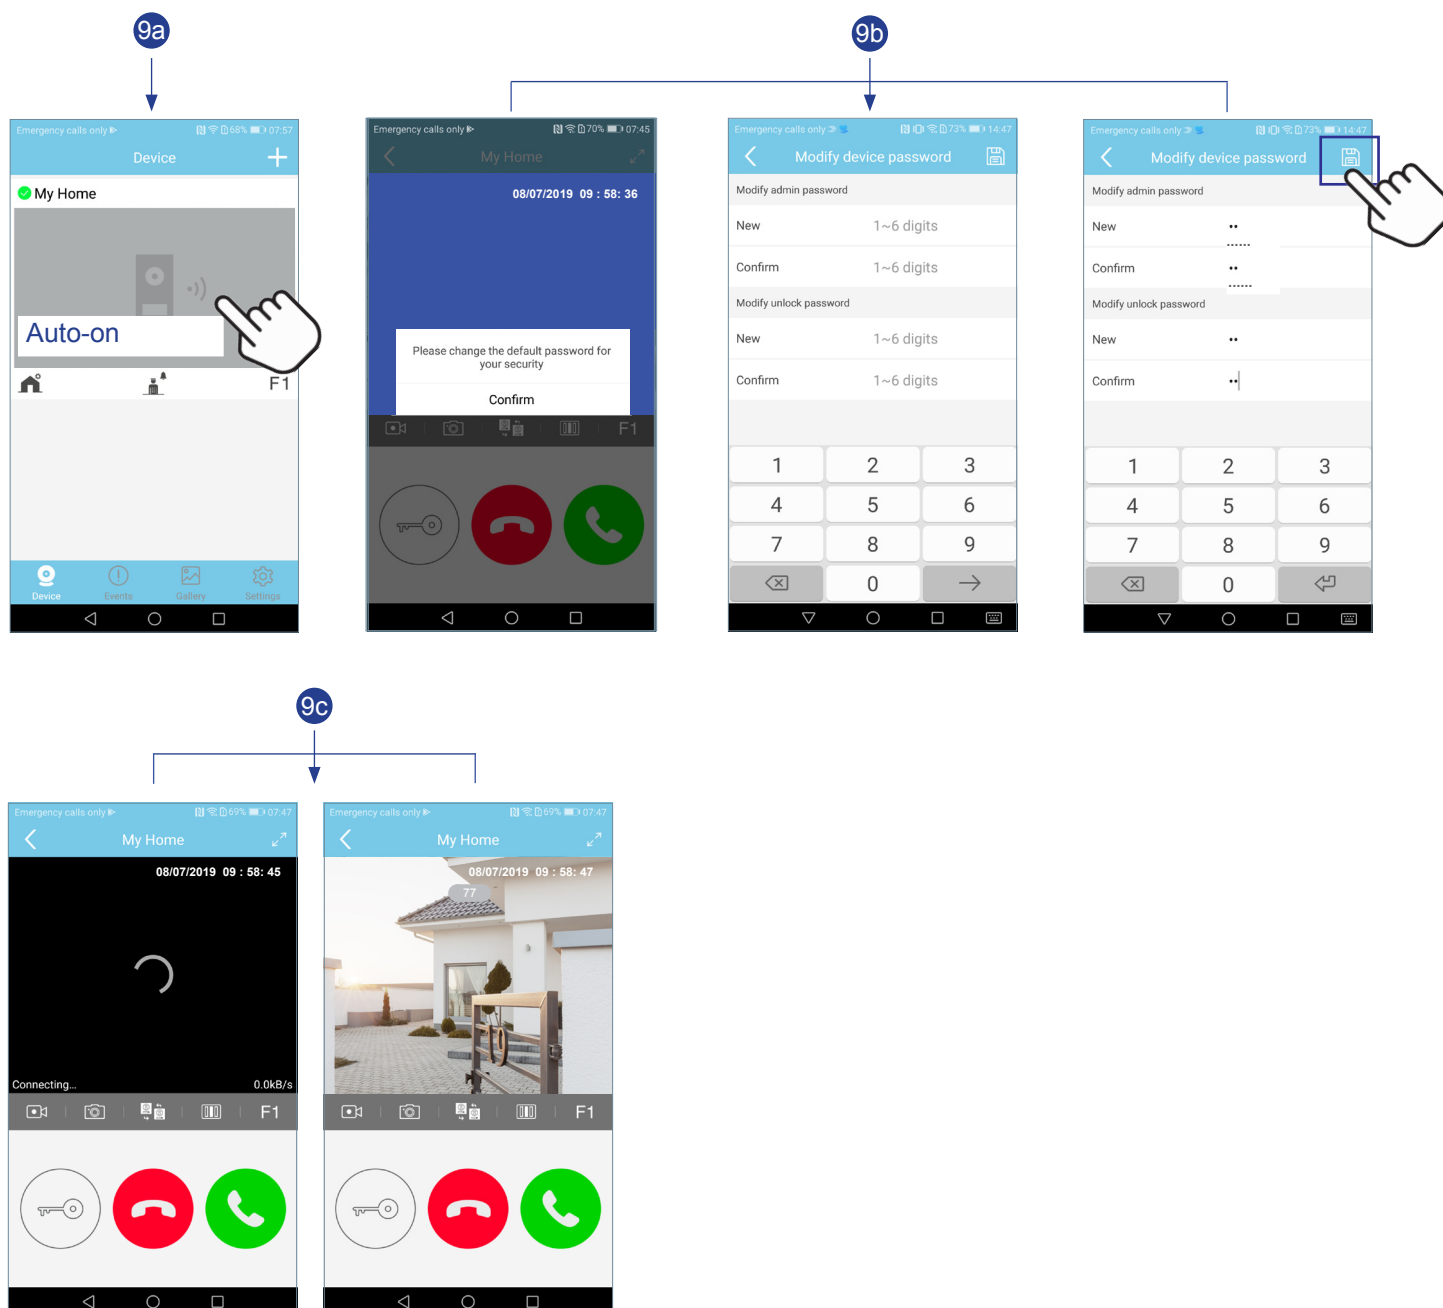 9a
9b
Emergency calls only
68% 07:57
Device
My Home
Auto-on
F1
Device Events Gallery Settings
Emergency calls only
70% 07:45
My Home
08/07/2019 09 : 58: 36
Please change the default password for
your security
Confirm
F1
Emergency calls only
73% 14:47
Modify device password
Modify admin password
New 1~6 digits
Confirm 1~6 digits
Modify unlock password
New 1~6 digits
Confirm 1~6 digits
1 2 3
4 5 6
7 8 9
0
Emergency calls only
73% 14:47
Modify device password
Modify admin password
New ••
Confirm ••
Modify unlock password
New ••
Confirm ••
1 2 3
4 5 6
7 8 9
0
9c
Emergency calls only
69% 07:47
My Home
08/07/2019 09 : 58: 45
Connecting... 0.0kB/s
F1
Emergency calls only
69% 07:47
My Home
08/07/2019 09 : 58: 47
77
10
F1